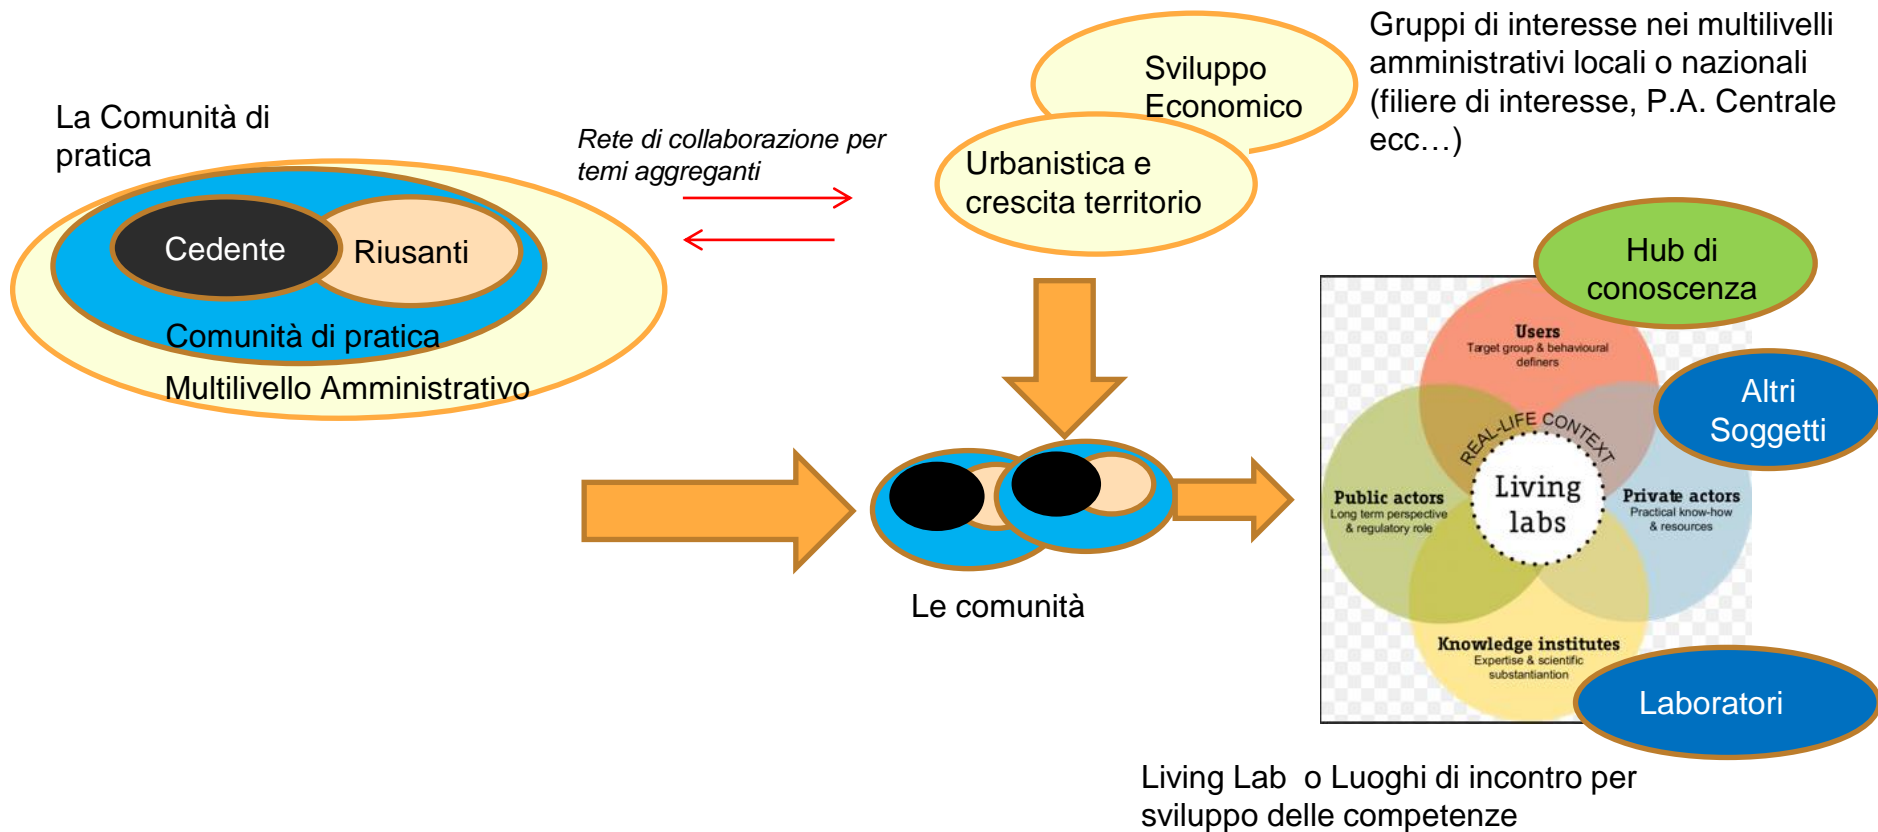 La Comunità di
pratica
Cedente
Riusanti
Comunità di pratica
Multilivello Amministrativo
Rete di collaborazione per
temi aggreganti
Sviluppo
Economico
Urbanistica e
crescita territorio
Gruppi di interesse nei multilivelli
amministrativi locali o nazionali
(filiere di interesse, P.A. Centrale
ecc…)
Le comunità
Hub di
conoscenza
Altri
Soggetti
Laboratori
Users
Target group & behavioural
definers
REAL-LIFE CONTEXT
Living
labs
Public actors
Long term perspective
& regulatory role
Private actors
Practical know-how
& resources
Knowledge institutes
Expertise & scientific
substantiantion
Living Lab o Luoghi di incontro per
sviluppo delle competenze